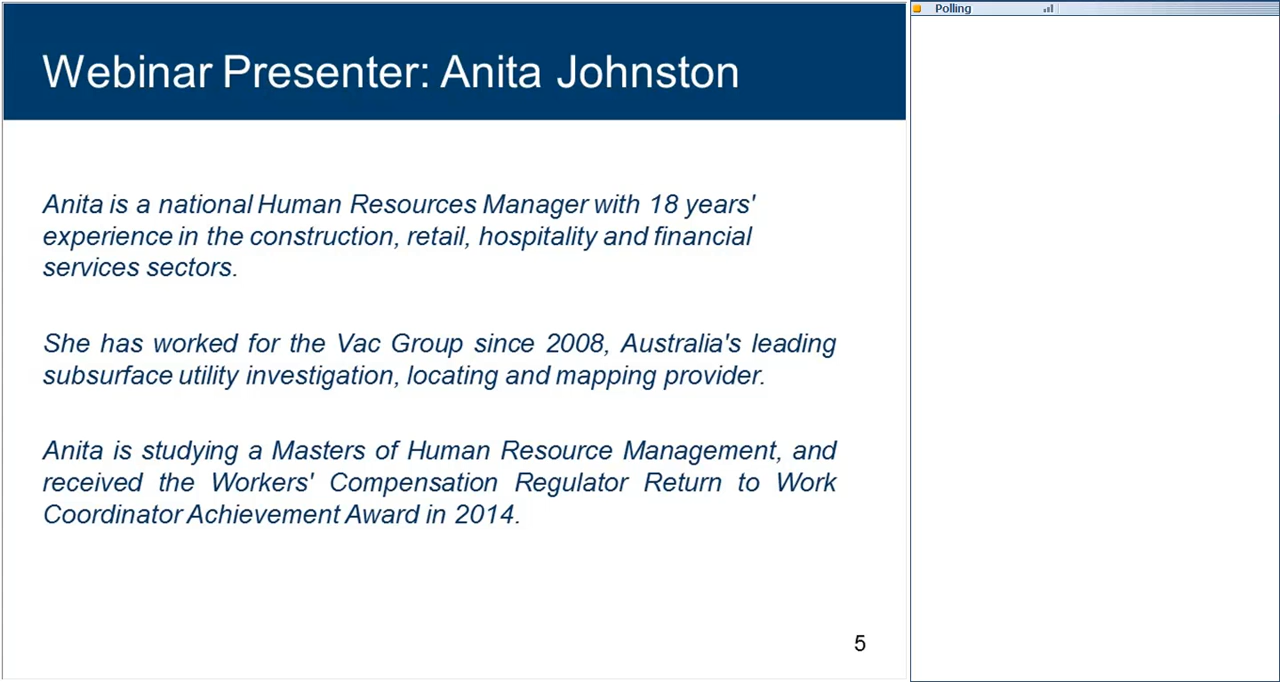 Webinar Presenter: Anita Johnston
Polling
Anita is a national Human Resources Manager with 18 years'
experience in the construction, retail, hospitality and financial
services sectors.
She has worked for the Vac Group since 2008, Australia's leading
subsurface utility investigation, locating and mapping provider.
Anita is studying a Masters of Human Resource Management, and
received the Workers' Compensation Regulator Return to Work
Coordinator Achievement Award in 2014.
5